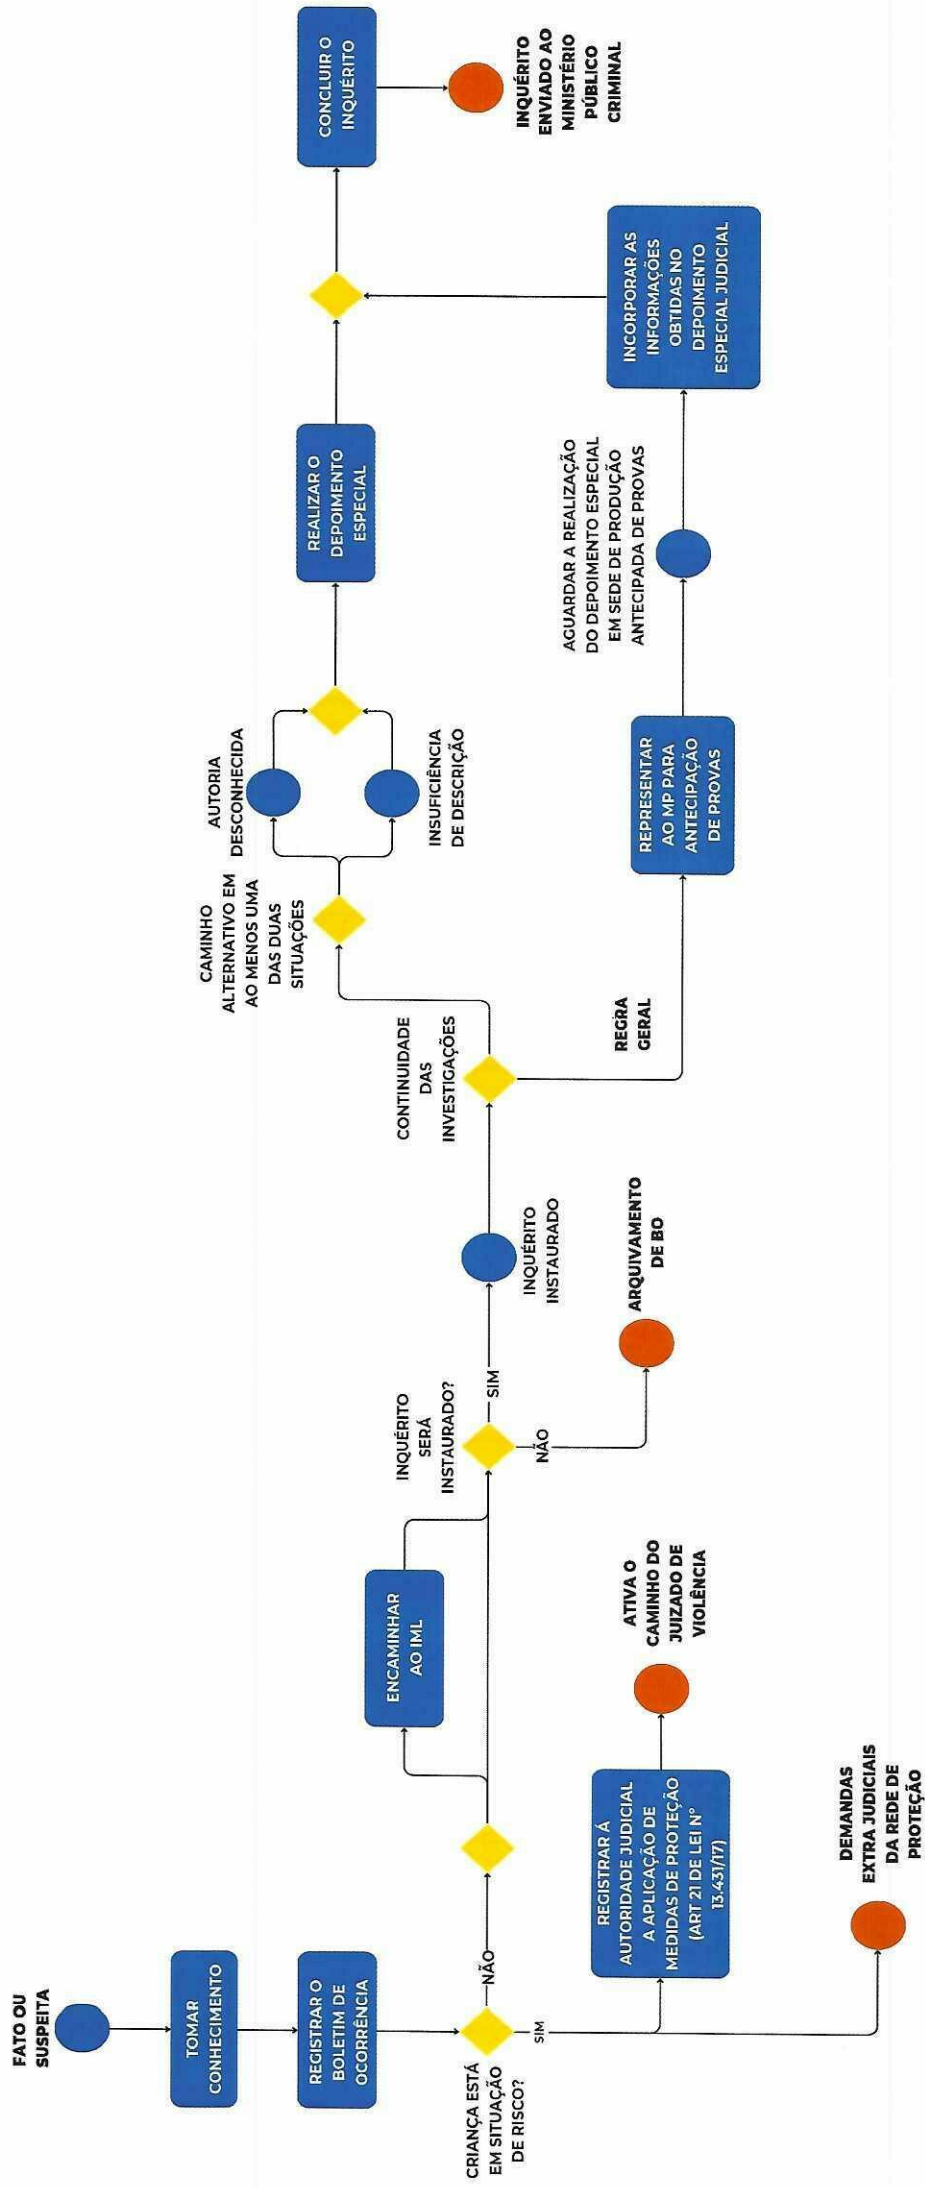 FATO OU
SUSPEITA
TOMAR
CONHECIMENTO
REGISTRAR O
BOLETIM DE
OCORRÊNCIA
CRIANÇA ESTÁ
EM SITUAÇÃO
DE RISCO?
NÃO
SIM
REGISTRAR Á
AUTORIDADE JUDICIAL
A APLICAÇÃO DE
MEDIDAS DE PROTEÇÃO
(ART 21 DE LEI Nº
13.431/17)
ATIVA O
CAMINHO DO
JUIZADO DE
VIOLÊNCIA
DEMANDAS
EXTRA JUDICIAIS
DA REDE DE
PROTEÇÃO
ENCAMINHAR
AO IML
INQUÉRITO
SERÁ
INSTAURADO?
SIM
NÃO
ARQUIVAMENTO
DE BO
INQUÉRITO
INSTAURADO
CONTINUIDADE
DAS
INVESTIGAÇÕES
REGRA
GERAL
CAMINHO
ALTERNATIVO EM
AO MENOS UMA
DAS DUAS
SITUAÇÕES
AUTORIA
DESCONHECIDA
INSUFICIÊNCIA
DE DESCRIÇÃO
REALIZAR O
DEPOIMENTO
ESPECIAL
REPRESENTAR
AO MP PARA
ANTECIPAÇÃO
DE PROVAS
AGUARDAR A REALIZAÇÃO
DO DEPOIMENTO ESPECIAL
EM SEDE DE PRODUÇÃO
ANTECIPADA DE PROVAS
INCORPORAR AS
INFORMAÇÕES
OBTIDAS NO
DEPOIMENTO
ESPECIAL JUDICIAL
CONCLUIR O
INQUÉRITO
INQUÉRITO
ENVIADO AO
MINISTÉRIO
PÚBLICO
CRIMINAL